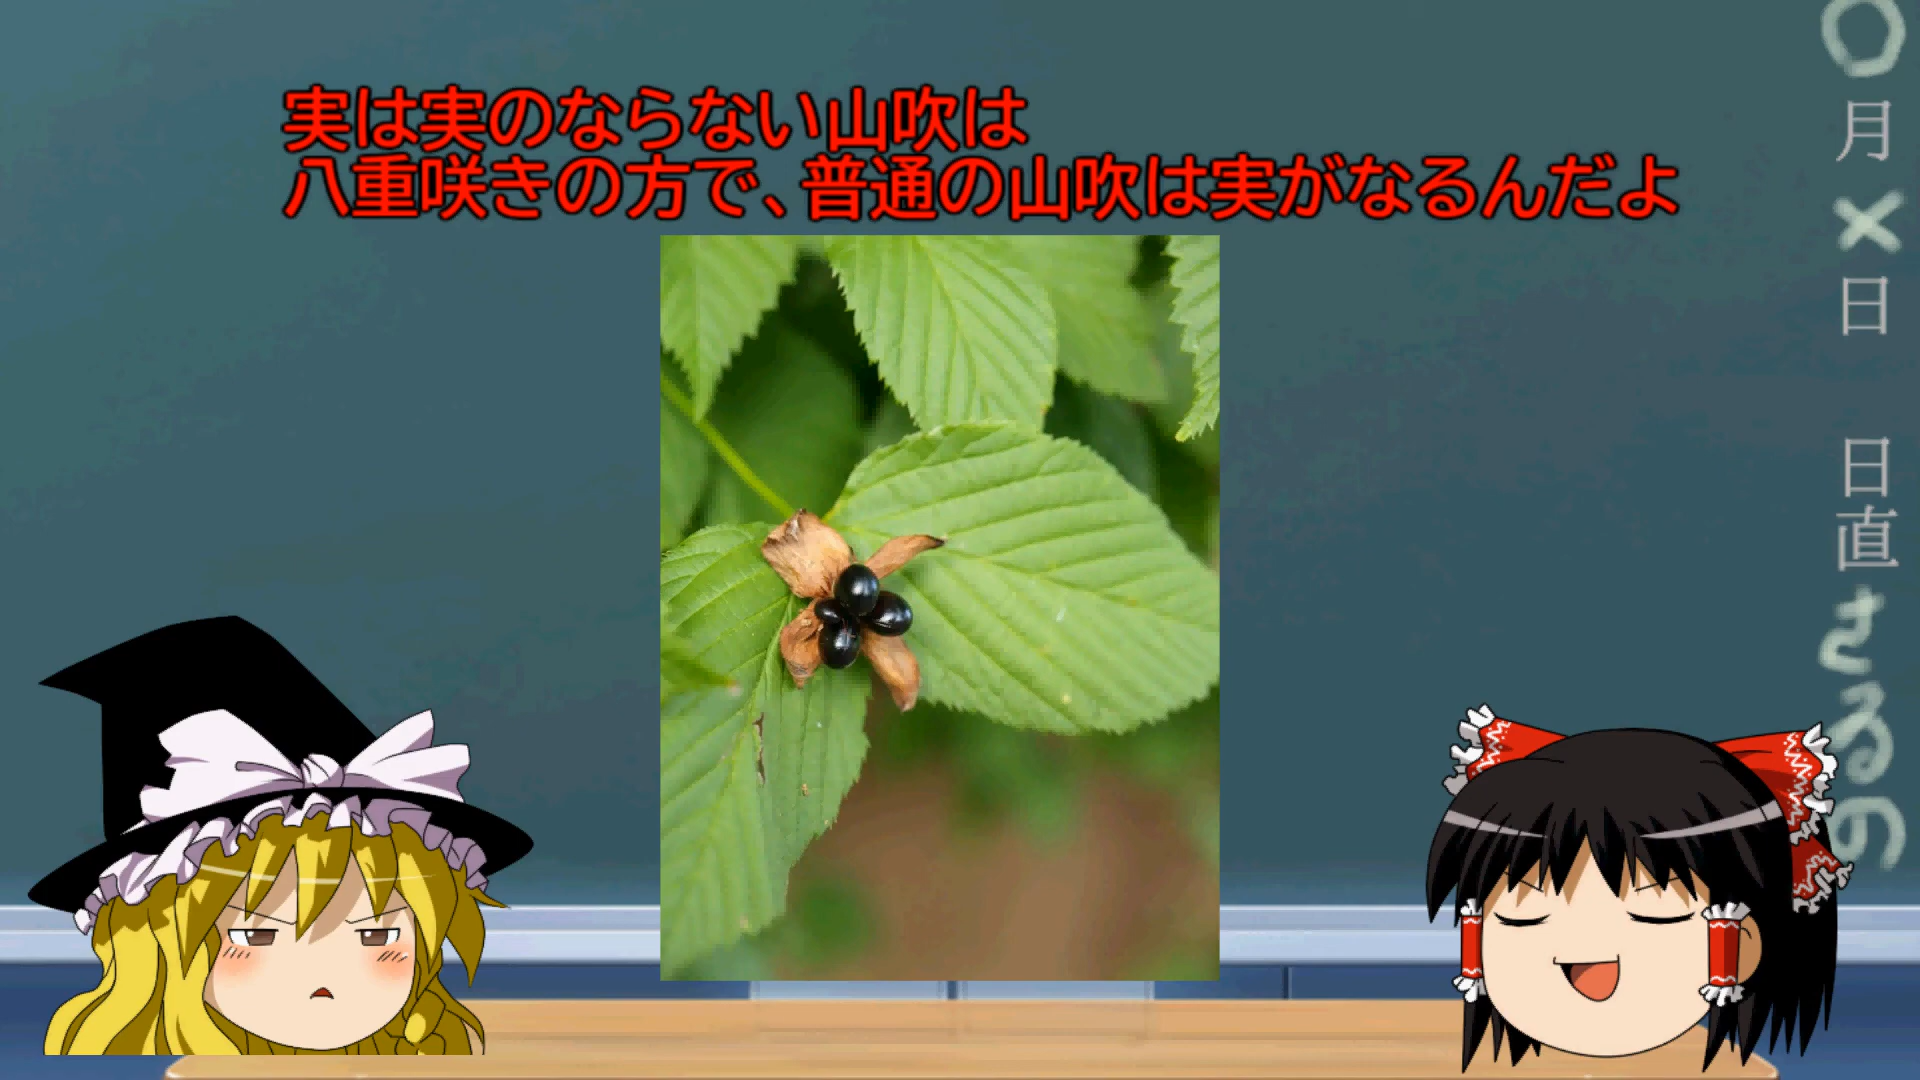 実は実のならない山吹は
八重咲きの方で、普通の山吹は実がなるんだよ
〇月×日 日直さるの